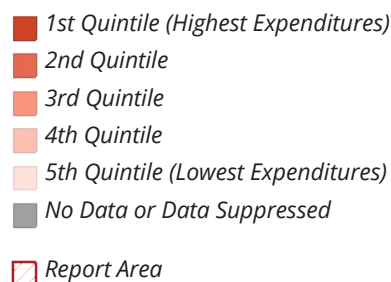 1st Quintile (Highest Expenditures)
2nd Quintile
3rd Quintile
4th Quintile
5th Quintile (Lowest Expenditures)
No Data or Data Suppressed
Report Area